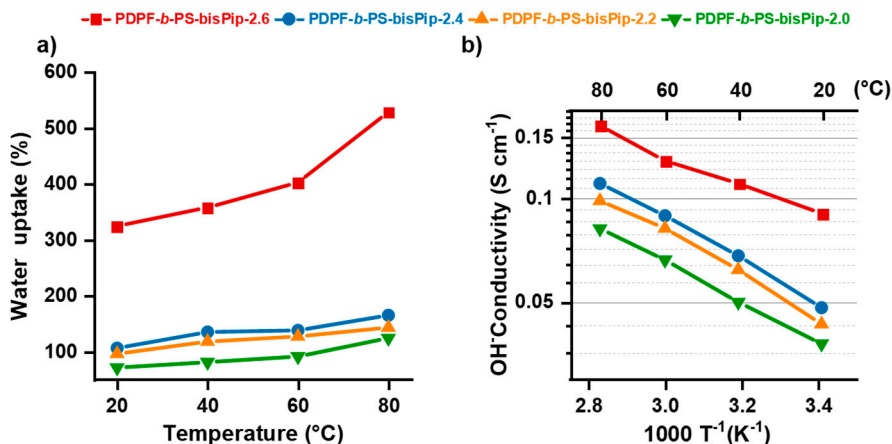 PDPF-b-PS-bisPip-2.6 PDPF-b-PS-bisPip-2.4 PDPF-b-PS-bisPip-2.2 PDPF-b-PS-bisPip-2.0
a)
600
500
400
300
200
100
20 40 60 80
Water uptake (%)
Temperature (°C)
b)
80 60 40 20 (°C)
0.15
0.1
0.05
2.8 3.0 3.2 3.4
OH⁻Conductivity (S cm⁻¹)
1000 T⁻¹(K⁻¹)